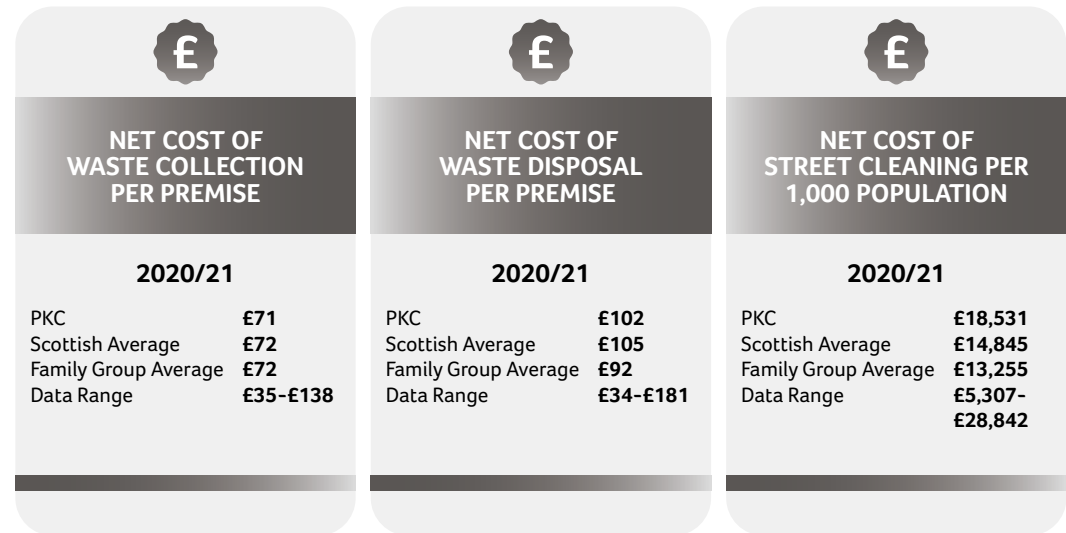 £
NET COST OF
WASTE COLLECTION
PER PREMISE
2020/21
PKC £71
Scottish Average £72
Family Group Average £72
Data Range £35-£138
£
NET COST OF
WASTE DISPOSAL
PER PREMISE
2020/21
PKC £102
Scottish Average £105
Family Group Average £92
Data Range £34-£181
£
NET COST OF
STREET CLEANING PER
1,000 POPULATION
2020/21
PKC £18,531
Scottish Average £14,845
Family Group Average £13,255
Data Range £5,307-
£28,842